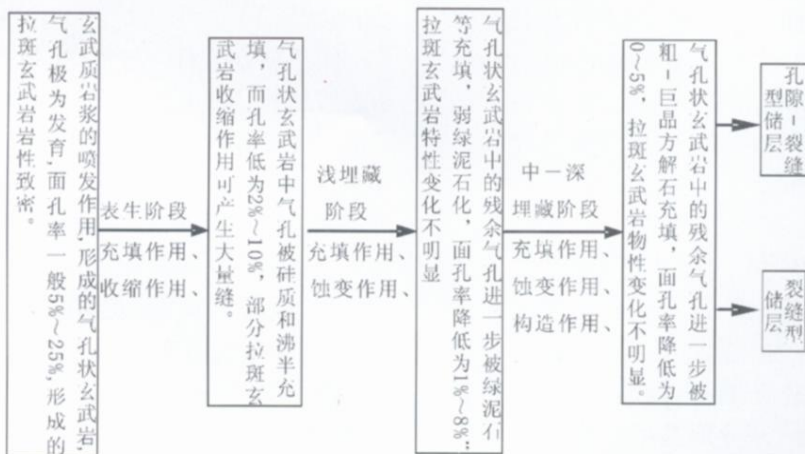 玄武质岩浆的喷发作用,形成的气孔状玄武岩,
气孔极为发育,面孔率一般5%~25%,形成的
拉斑玄武岩岩性致密。
表生阶段
充填作用、
收缩作用、
气孔状玄武岩中气孔被硅质和沸半充
填，而孔率低为2%~10%，部分拉斑玄
武岩收缩作用可产生大量缝。
浅埋藏
阶段
充填作用、
蚀变作用、
气孔状玄武岩中的残余气孔进一步被绿泥石
等充填，弱绿泥石化，面孔率降低为1%~8%;
拉斑玄武岩特性变化不明显
中－深
埋藏阶段
充填作用、
蚀变作用、
构造作用、
气孔状玄武岩中的残余气孔进一步被
粗－巨晶方解石充填，面孔率降低为
0~5%，拉斑玄武岩物性变化不明显。
孔隙－裂缝
型储层
裂缝型
储层